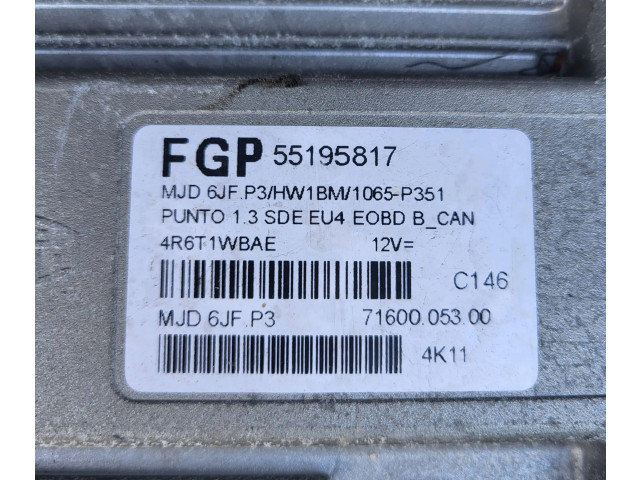 FGP 55195817
MJD 6JF.P3/HW1BM/1065-P351
PUNTO 1.3 SDE EU4 EOBD B_CAN
4R6T1WBAE 12V=
C146
MJD 6JF.P3 71600.053.00
4K11